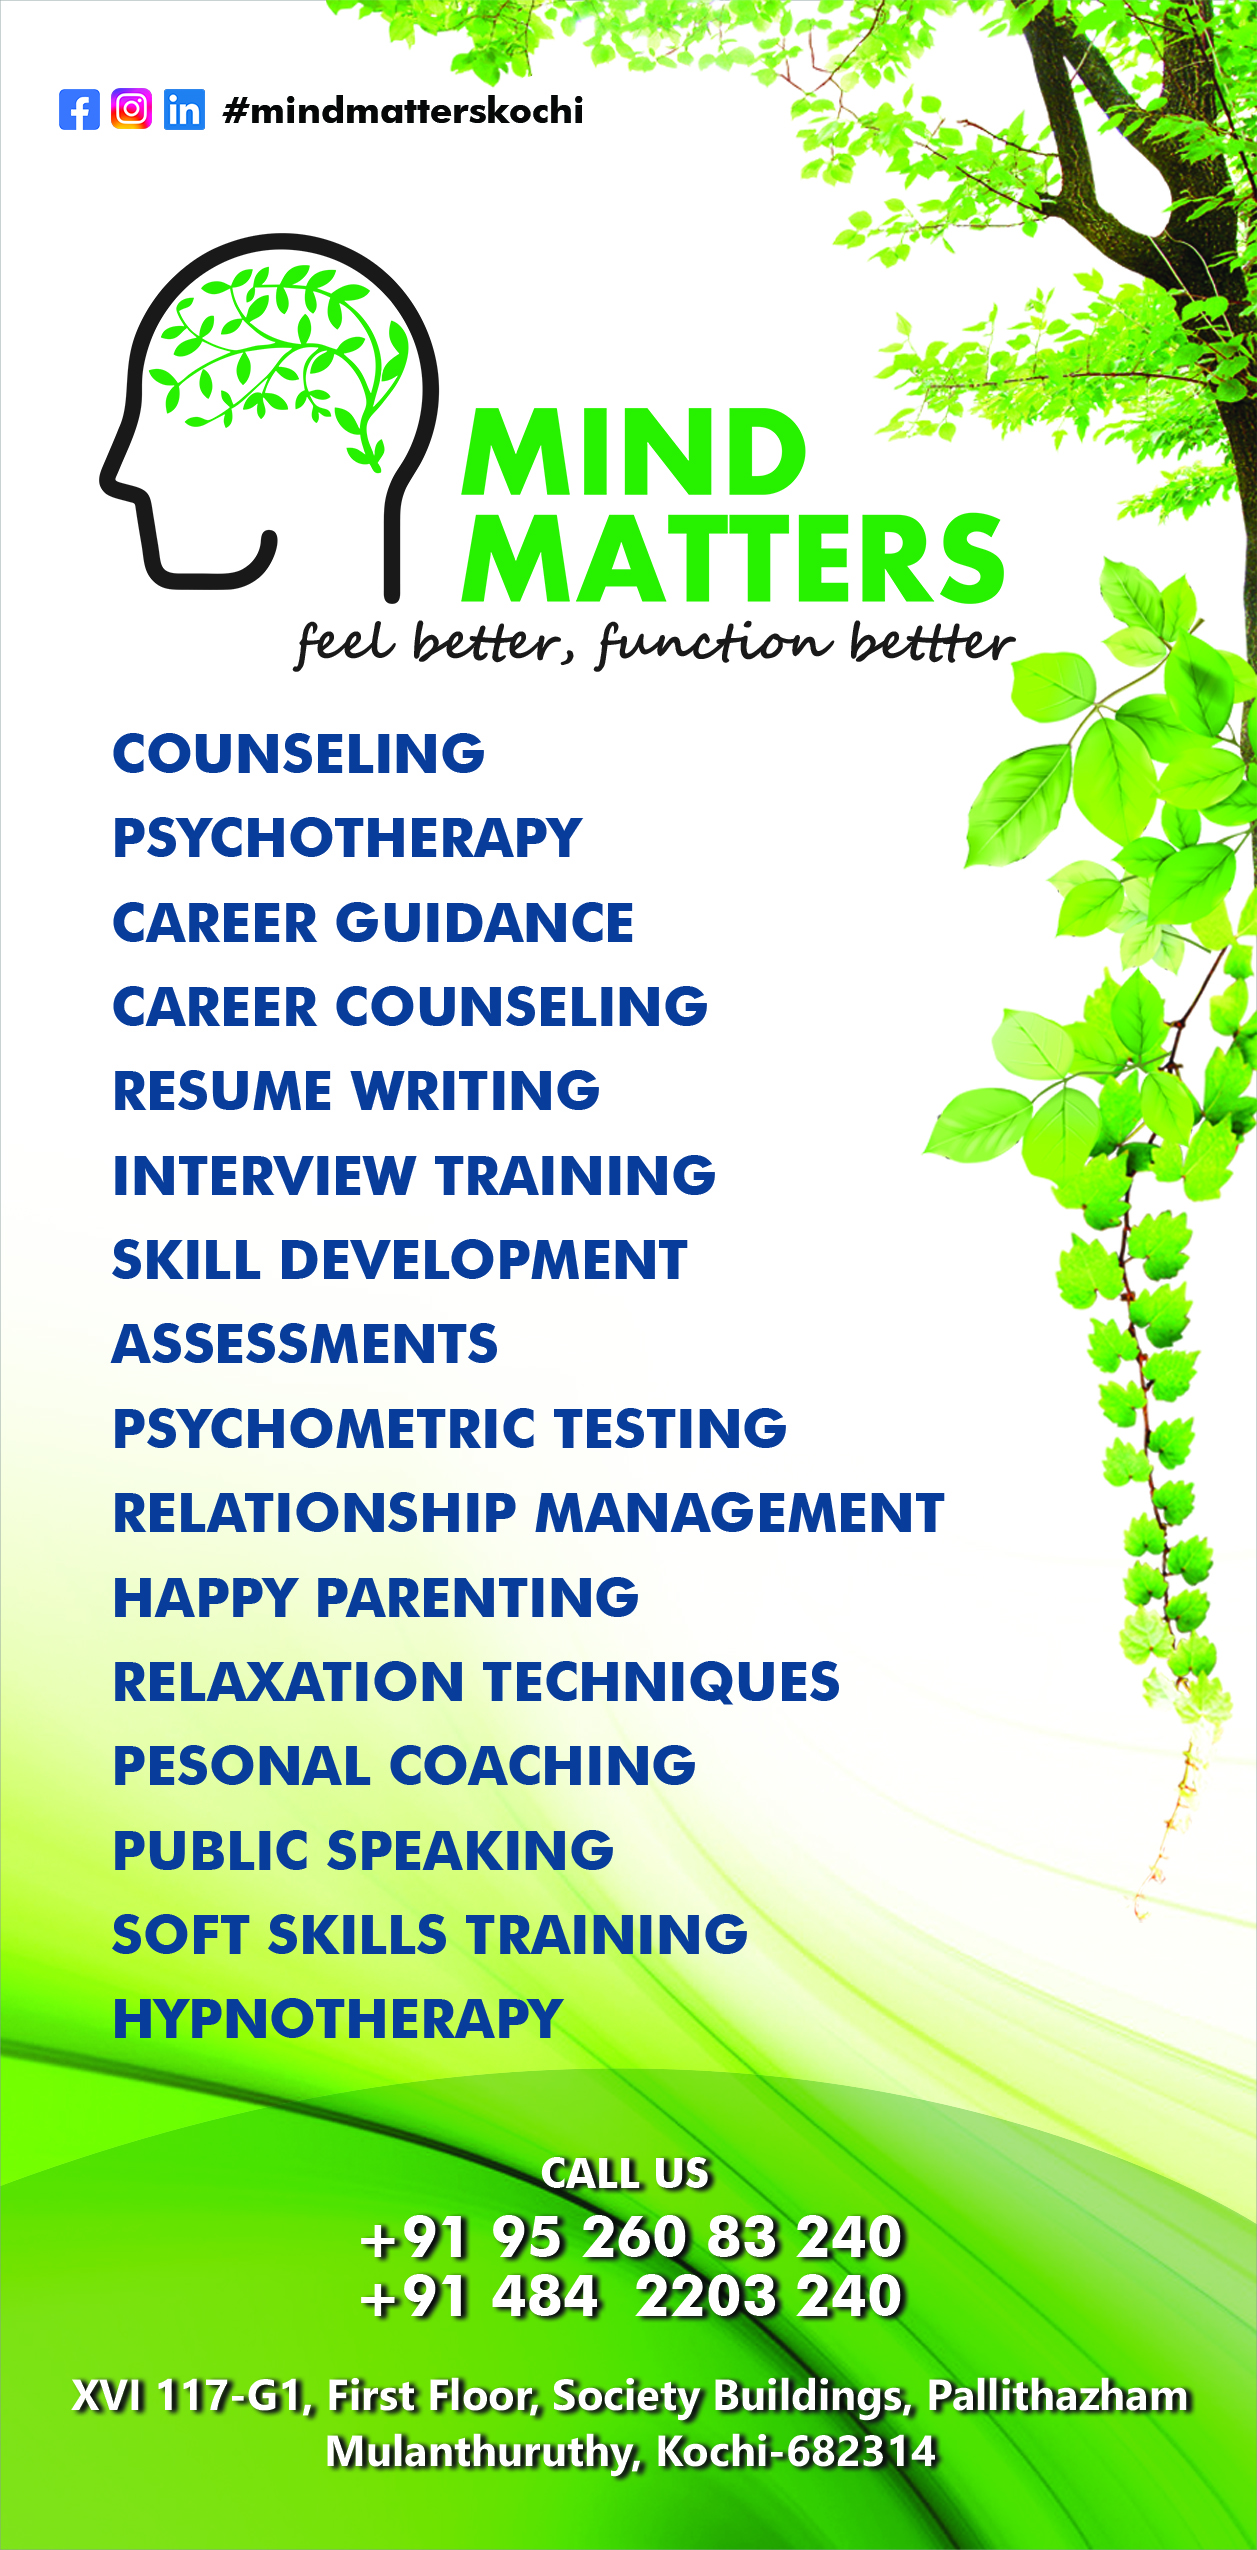 #mindmatterskochi
MIND
MATTERS
feel better, function bettter
COUNSELING
PSYCHOTHERAPY
CAREER GUIDANCE
CAREER COUNSELING
RESUME WRITING
INTERVIEW TRAINING
SKILL DEVELOPMENT
ASSESSMENTS
PSYCHOMETRIC TESTING
RELATIONSHIP MANAGEMENT
HAPPY PARENTING
RELAXATION TECHNIQUES
PESONAL COACHING
PUBLIC SPEAKING
SOFT SKILLS TRAINING
HYPNOTHERAPY
CALL US
+91 95 260 83 240
+91 484 2203 240
XVI 117-G1, First Floor, Society Buildings, Pallithazham
Mulanthuruthy, Kochi-682314